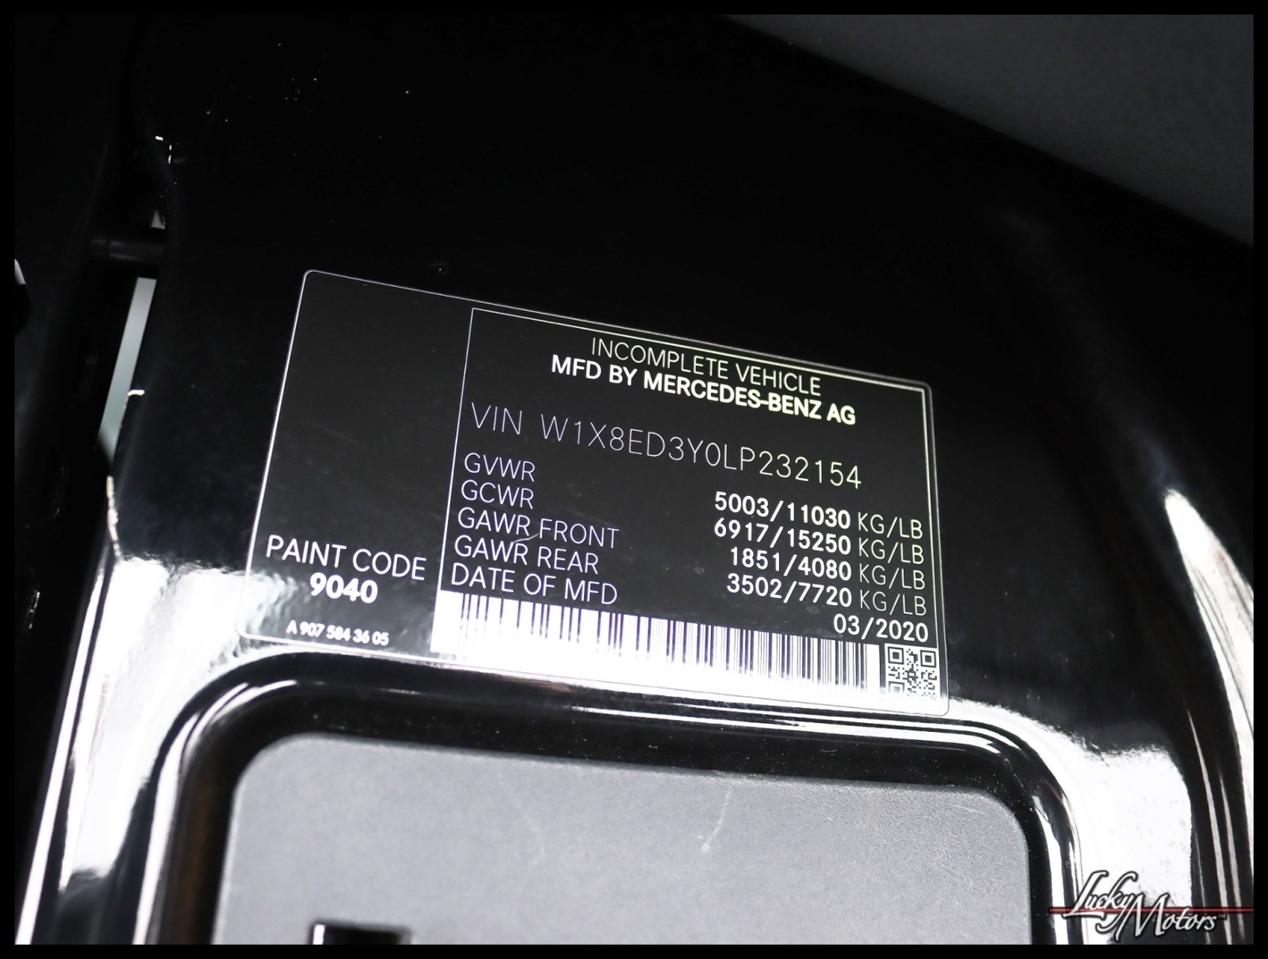 INCOMPLETE VEHICLE
MFD BY MERCEDES-BENZ AG
VIN W1X8ED3Y0LP232154
GVWR 5003/11030 KG/LB
GCWR 6917/15250 KG/LB
GAWR FRONT 1851/4080 KG/LB
GAWR REAR 3502/7720 KG/LB
DATE OF MFD 03/2020
PAINT CODE
9040
A 907 584 36 05
Lucky Motors